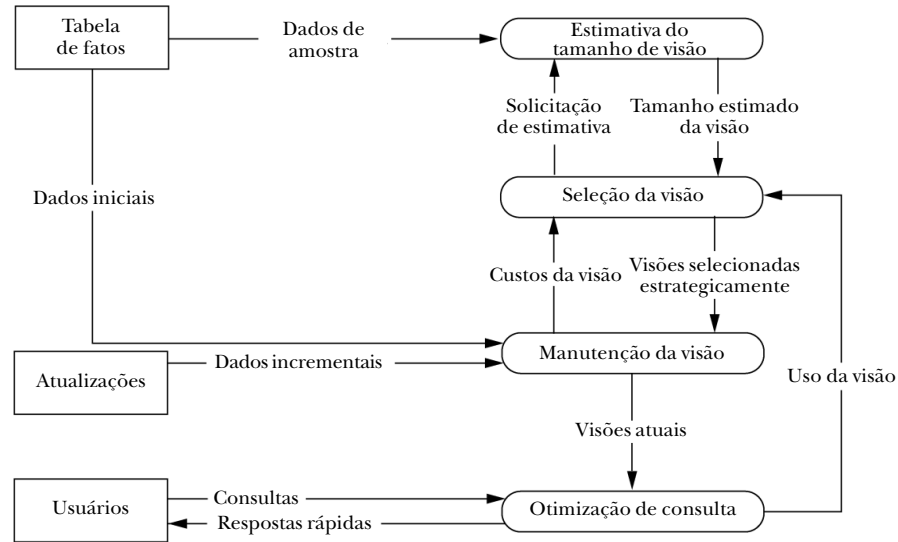 Tabela
de fatos
Dados de
amostra
Estimativa do
tamanho de visão
Solicitação
de estimativa
Tamanho estimado
da visão
Dados iniciais
Seleção da visão
Custos da visão
Visões selecionadas
estrategicamente
Manutenção da visão
Atualizações
Dados incrementais
Uso da visão
Visões atuais
Usuários
Consultas
Respostas rápidas
Otimização de consulta